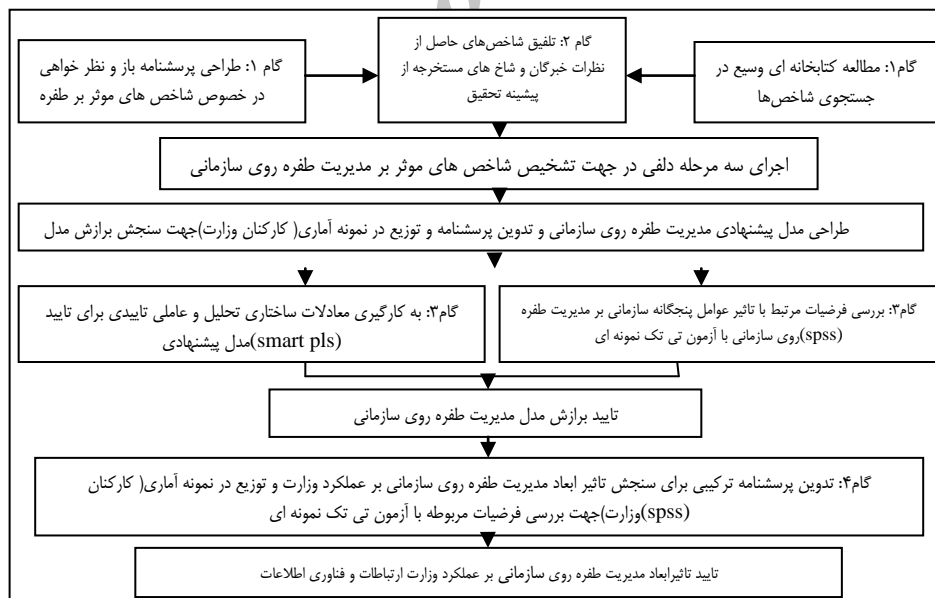 گام ۱: مطالعه کتابخانه ای وسیع در
جستجوی شاخص‌ها
گام ۲: تلفیق شاخص‌های حاصل از
نظرات خبرگان و شاخ های مستخرجه از
پیشینه تحقیق
گام ۱: طراحی پرسشنامه باز و نظر خواهی
در خصوص شاخص های موثر بر طفره
اجرای سه مرحله دلفی در جهت تشخیص شاخص های موثر بر مدیریت طفره روی سازمانی
طراحی مدل پیشنهادی مدیریت طفره روی سازمانی و تدوین پرسشنامه و توزیع در نمونه آماری( کارکنان وزارت)جهت سنجش برازش مدل
گام۳: بررسی فرضیات مرتبط با تاثیر عوامل پنجگانه سازمانی بر مدیریت طفره
روی سازمانی با آزمون تی تک نمونه ای(spss)
گام۳: به کارگیری معادلات ساختاری تحلیل و عاملی تاییدی برای تایید
مدل پیشنهادی(smart pls)
تایید برازش مدل مدیریت طفره روی سازمانی
گام۴: تدوین پرسشنامه ترکیبی برای سنجش تاثیر ابعاد مدیریت طفره روی سازمانی بر عملکرد وزارت و توزیع در نمونه آماری( کارکنان
وزارت)جهت بررسی فرضیات مربوطه با آزمون تی تک نمونه ای(spss)
تایید تاثیرابعاد مدیریت طفره روی سازمانی بر عملکرد وزارت ارتباطات و فناوری اطلاعات